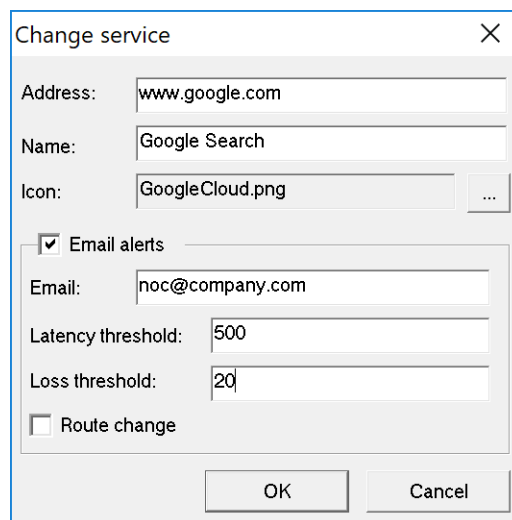 Change service
Address: www.google.com
Name: Google Search
Icon: GoogleCloud.png ...
Email alerts
Email: noc@company.com
Latency threshold: 500
Loss threshold: 20
Route change
OK Cancel